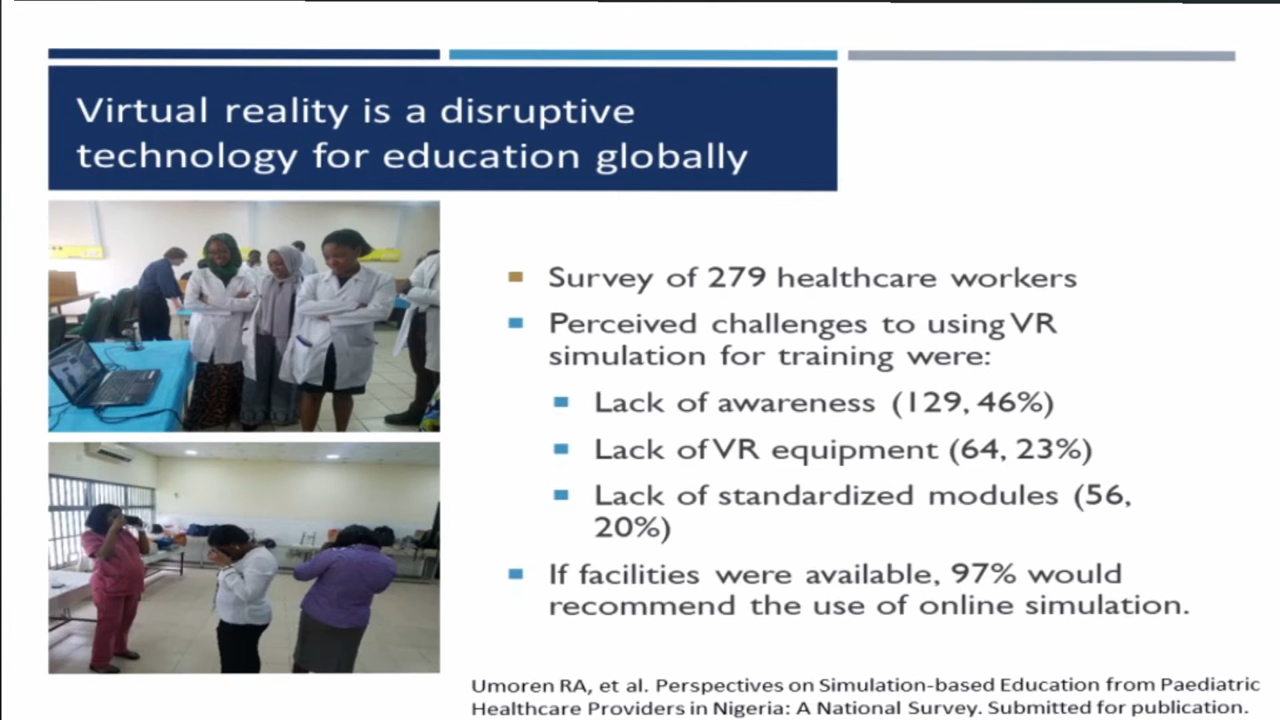 Virtual reality is a disruptive
technology for education globally
Survey of 279 healthcare workers
Perceived challenges to using VR
simulation for training were:
Lack of awareness (129, 46%)
Lack of VR equipment (64, 23%)
Lack of standardized modules (56,
20%)
If facilities were available, 97% would
recommend the use of online simulation.
Umoren RA, et al. Perspectives on Simulation-based Education from Paediatric
Healthcare Providers in Nigeria: A National Survey. Submitted for publication.